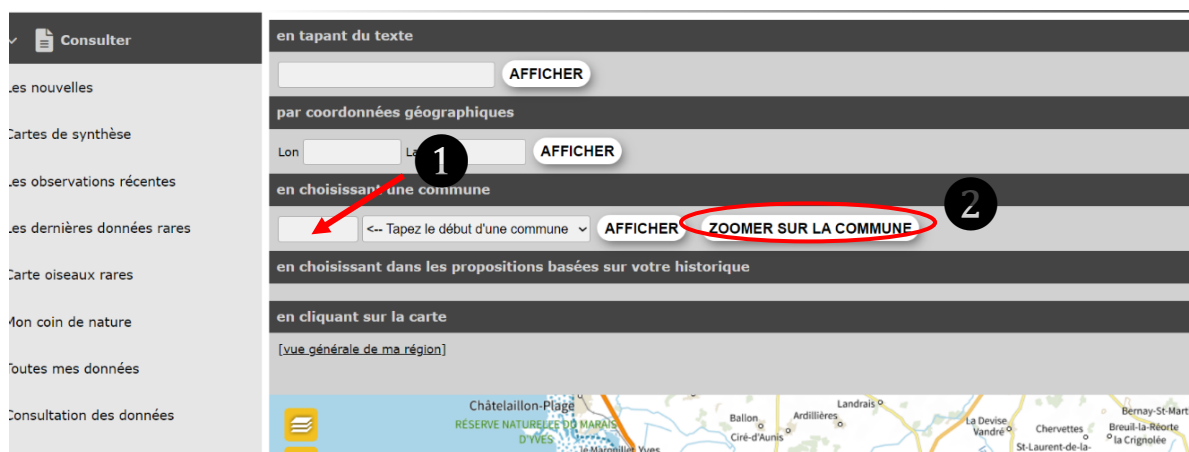 Consulter
Les nouvelles
Cartes de synthèse
Les observations récentes
Les dernières données rares
Carte oiseaux rares
Mon coin de nature
Toutes mes données
Consultation des données
en tapant du texte
AFFICHER
par coordonnées géographiques
Lon
AFFICHER
1
en choisissant une commune
2
<-- Tapez le début d'une commune
AFFICHER
ZOOMER SUR LA COMMUNE
en choisissant dans les propositions basées sur votre historique
en cliquant sur la carte
[vue générale de ma région]
Châtelaillon-Plage
RÉSERVE NATURELLE DU MARAIS
D'YVES
le Marouillet
Yves
Ballon
Ciré-d'Aunis
Ardillières
Landrais
La Devise
Vandré
Chervettes
St-Laurent-de-la-
Bernay-St-Mart
Breuil-la-Réorte
la Crignolée